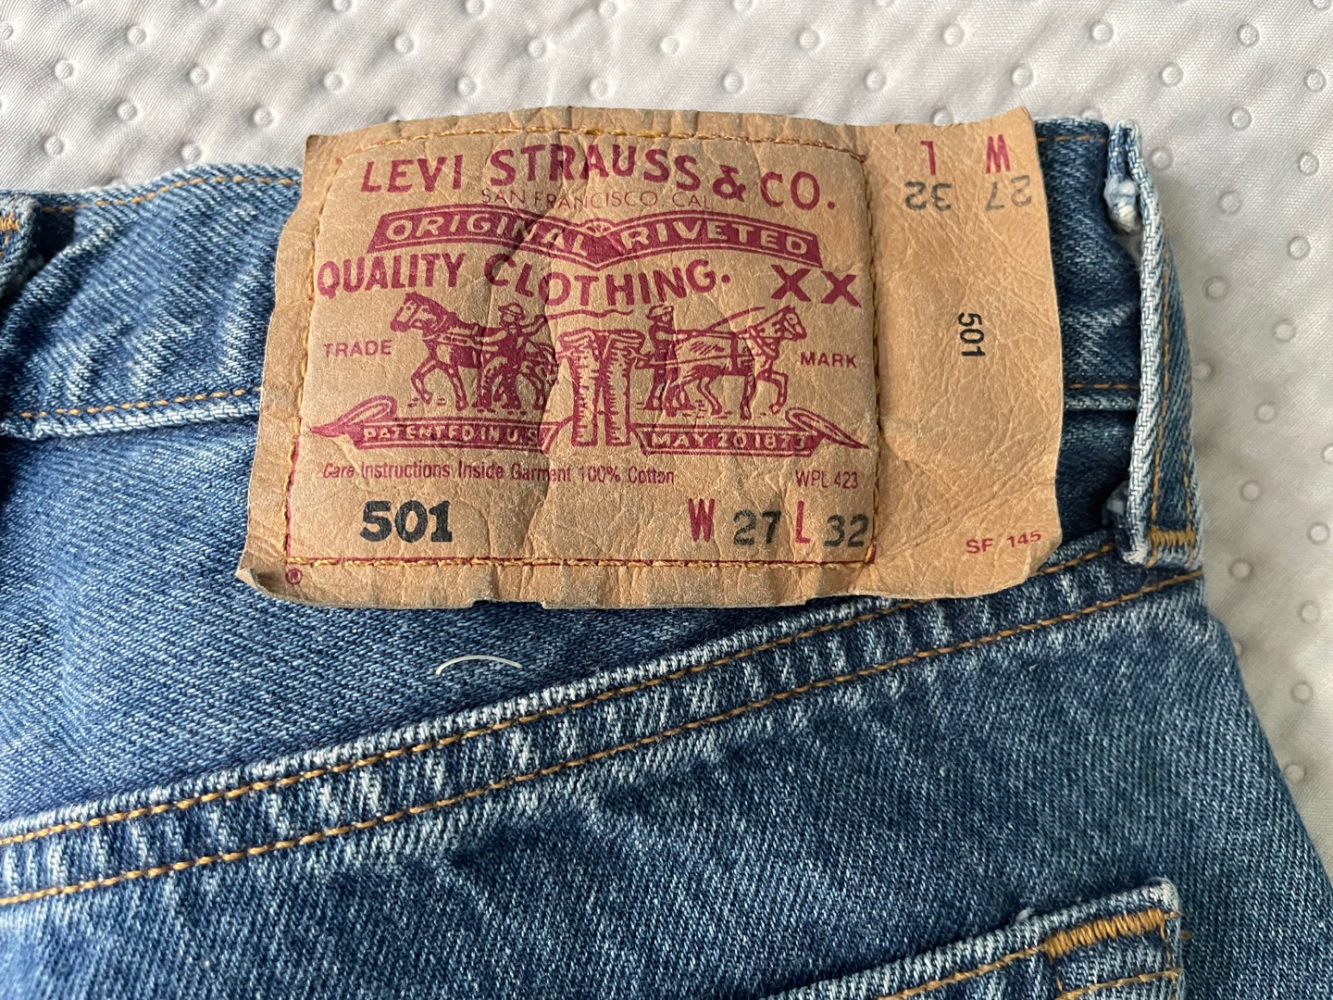 LEVI STRAUSS & CO.
SAN FRANCISCO CAL
ORIGINAL RIVETED
QUALITY CLOTHING. XX
TRADE MARK
PATENTED IN U.S. MAY 20 1873
Care Instructions Inside Garment 100% Cotton WPL 423
501 W 27 L 32
®
W L
27 32
501
SF 145